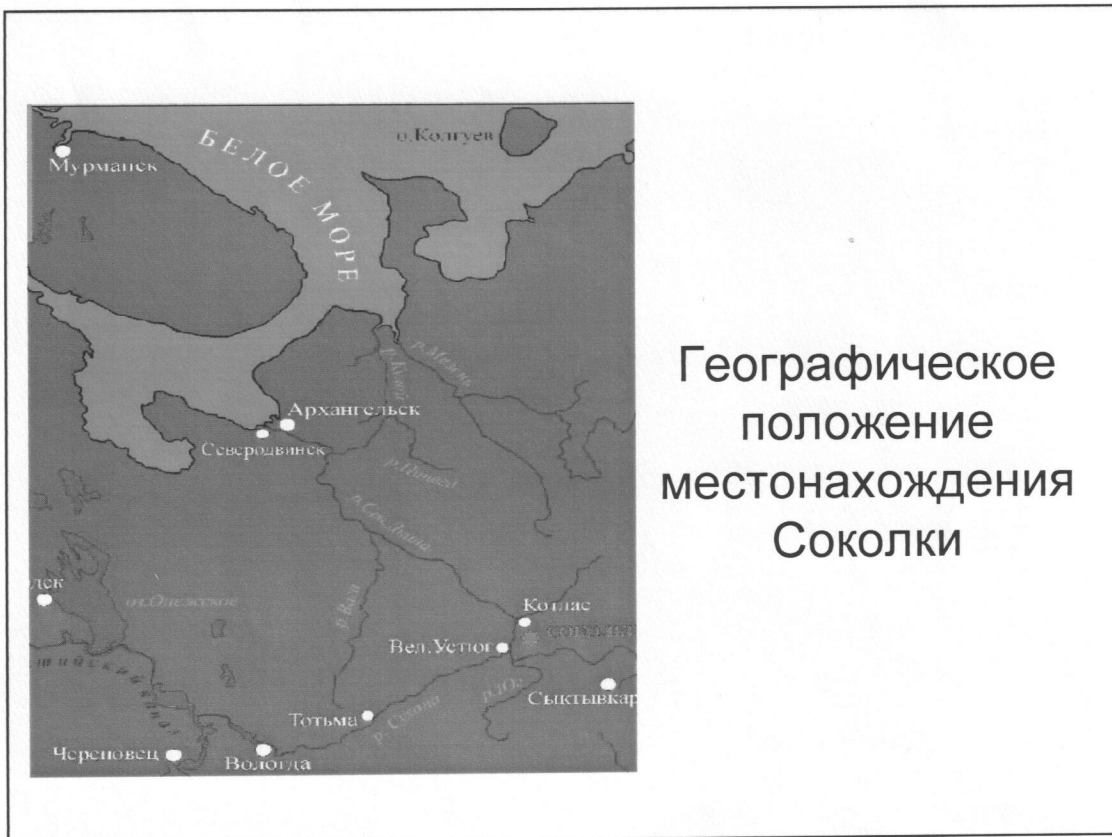 о.Колгуев
Мурманск
БЕЛОЕ МОРЕ
р.Мезень
Архангельск
Северодвинск
р.Сев.Двина
р.Вага
дск
оз.Онежское
Котлас
Вел.Устюг
р.Юг
Сыктывкар
Тотьма
р.Сухона
Череповец
Вологда
Географическое
положение
местонахождения
Соколки